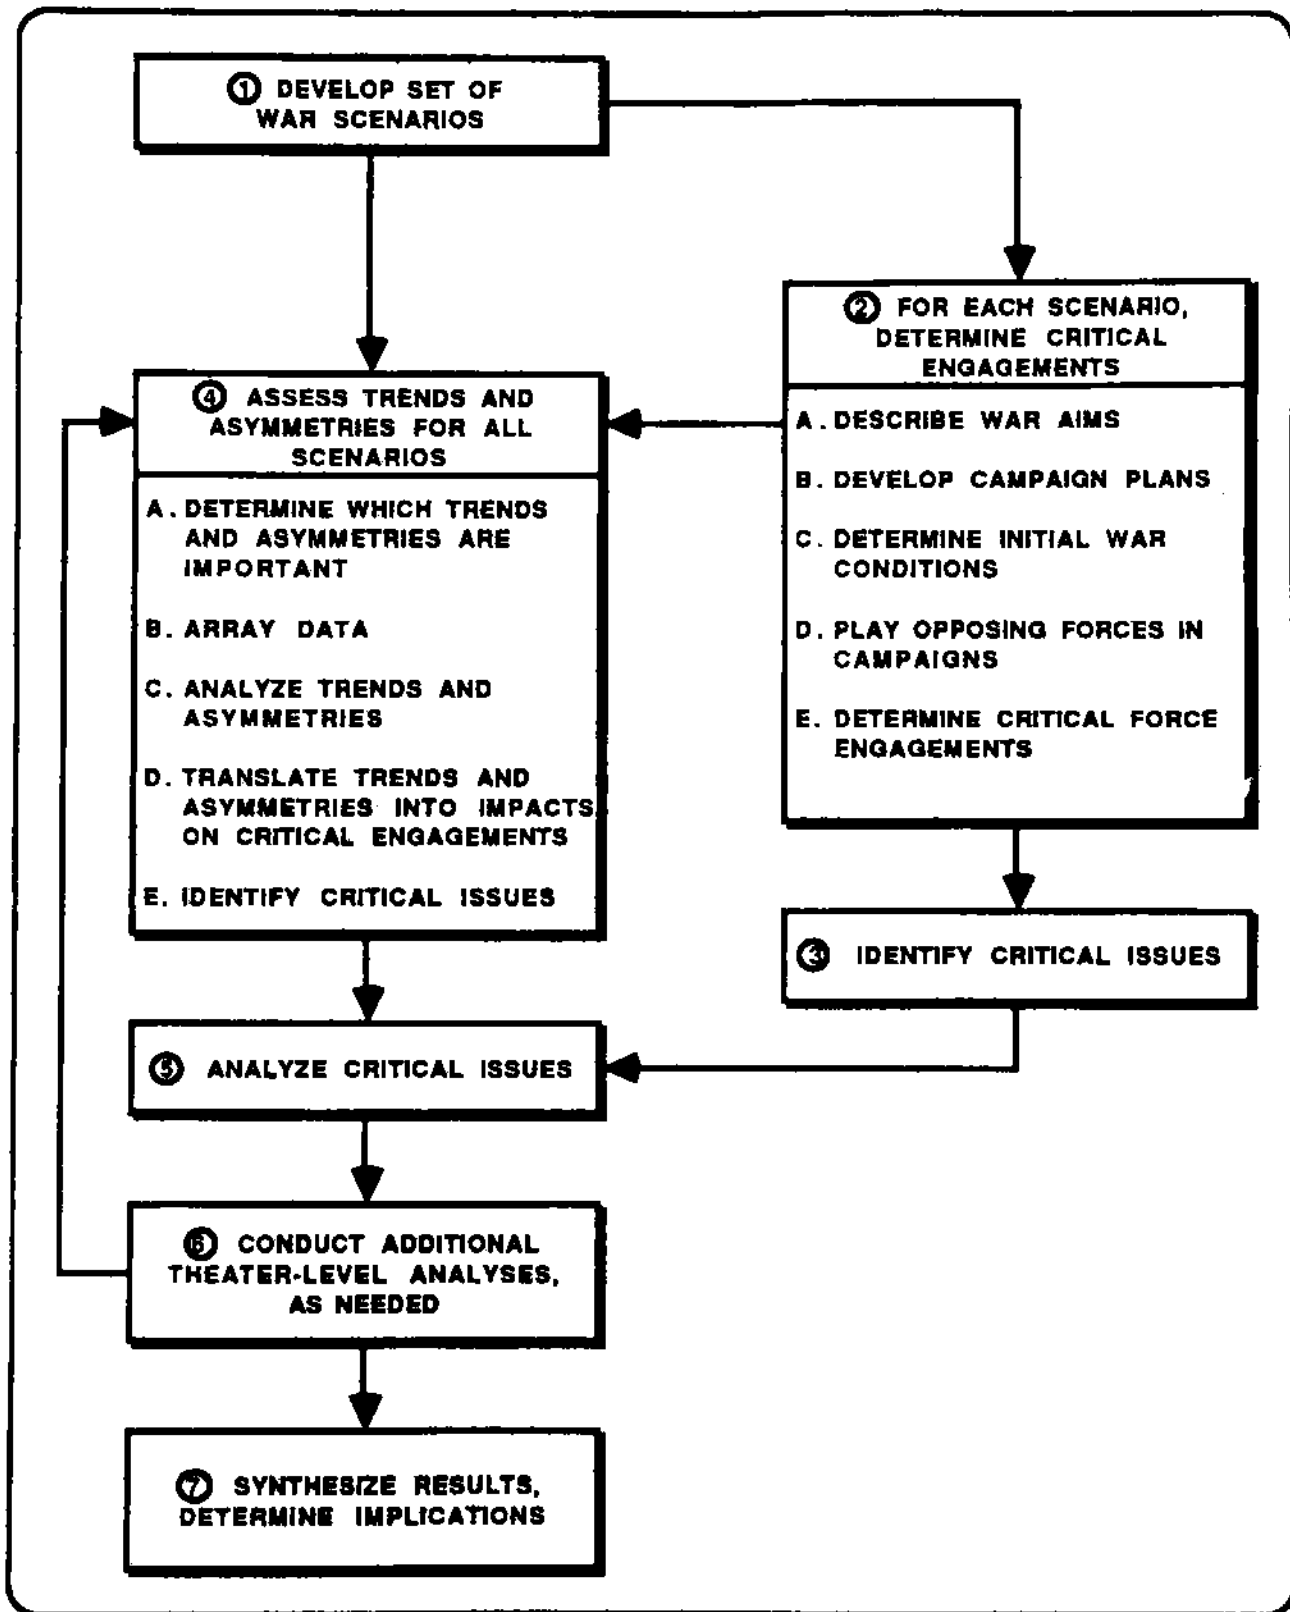 ① DEVELOP SET OF
WAR SCENARIOS
② FOR EACH SCENARIO,
DETERMINE CRITICAL
ENGAGEMENTS
A. DESCRIBE WAR AIMS
B. DEVELOP CAMPAIGN PLANS
C. DETERMINE INITIAL WAR
CONDITIONS
D. PLAY OPPOSING FORCES IN
CAMPAIGNS
E. DETERMINE CRITICAL FORCE
ENGAGEMENTS
③ IDENTIFY CRITICAL ISSUES
④ ASSESS TRENDS AND
ASYMMETRIES FOR ALL
SCENARIOS
A. DETERMINE WHICH TRENDS
AND ASYMMETRIES ARE
IMPORTANT
B. ARRAY DATA
C. ANALYZE TRENDS AND
ASYMMETRIES
D. TRANSLATE TRENDS AND
ASYMMETRIES INTO IMPACTS
ON CRITICAL ENGAGEMENTS
E. IDENTIFY CRITICAL ISSUES
⑤ ANALYZE CRITICAL ISSUES
⑥ CONDUCT ADDITIONAL
THEATER-LEVEL ANALYSES,
AS NEEDED
⑦ SYNTHESIZE RESULTS,
DETERMINE IMPLICATIONS